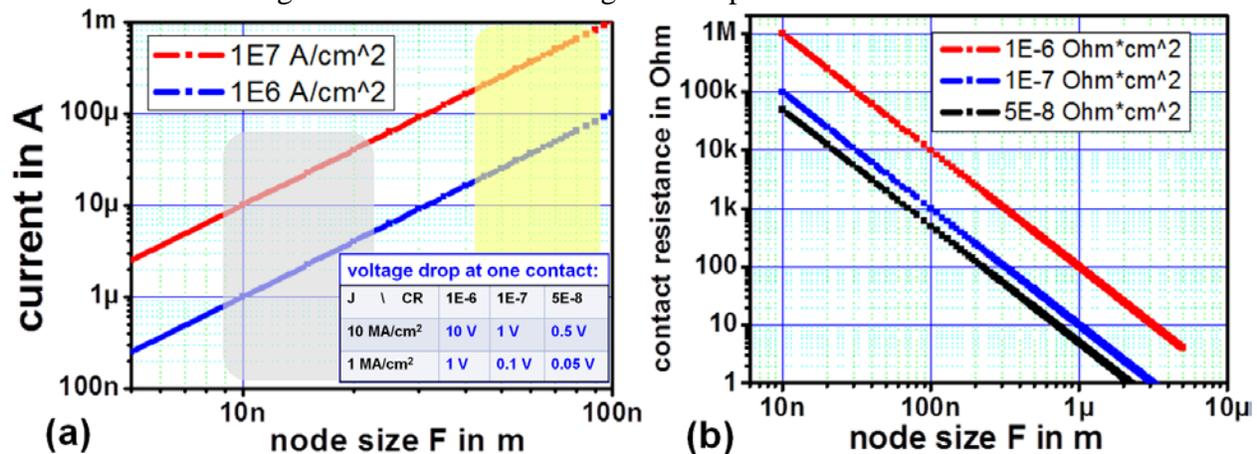 1m
100µ
10µ
1µ
100n
current in A
1E7 A/cm^2
1E6 A/cm^2
voltage drop at one contact:
J \ CR 1E-6 1E-7 5E-8
10 MA/cm² 10 V 1 V 0.5 V
1 MA/cm² 1 V 0.1 V 0.05 V
10n 100n
node size F in m
(a)
1M
100k
10k
1k
100
10
1
contact resistance in Ohm
1E-6 Ohm*cm^2
1E-7 Ohm*cm^2
5E-8 Ohm*cm^2
10n 100n 1µ 10µ
node size F in m
(b)